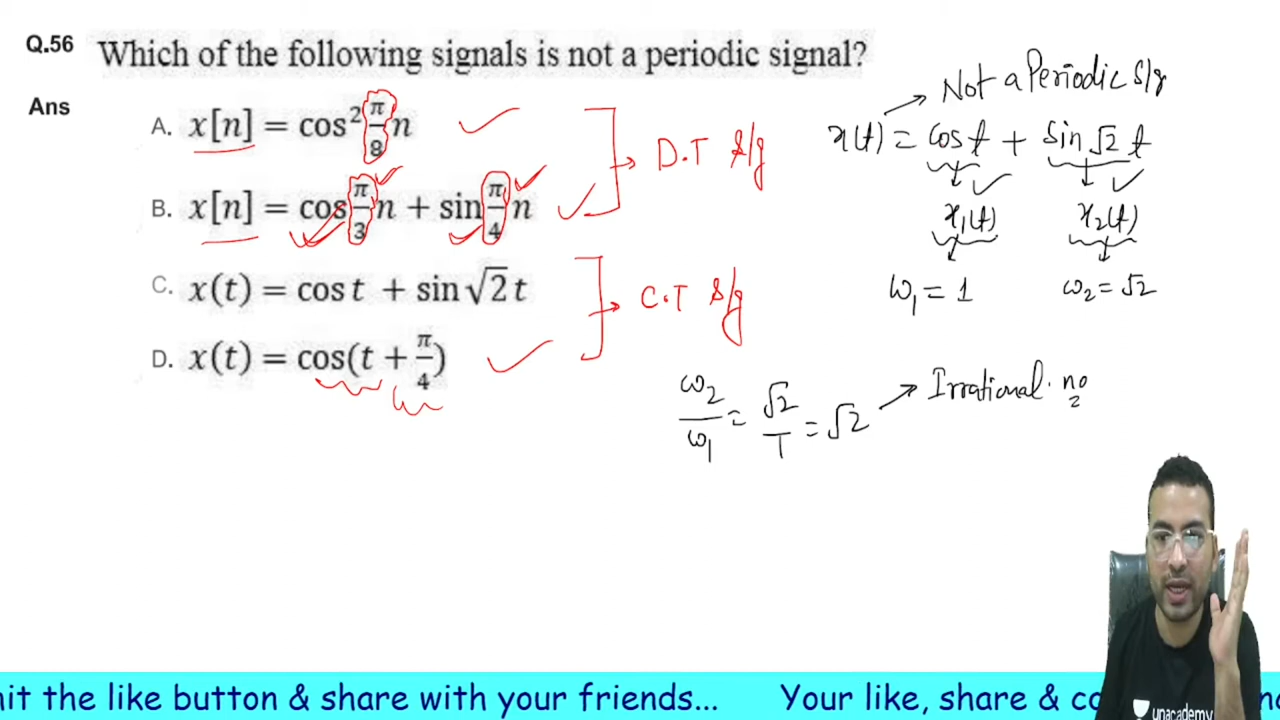 Q.56 Which of the following signals is not a periodic signal?
Ans
A. x[n] = cos² π/8 n
B. x[n] = cos π/3 n + sin π/4 n
C. x(t) = cos t + sin √2 t
D. x(t) = cos(t + π/4)
D.T S/g
C.T S/g
Not a Periodic S/g
x(t) = cos t + sin √2 t
x₁(t) x₂(t)
ω₁ = 1 ω₂ = √2
ω₂/ω₁ = √2/1 = √2 → Irrational. no
hit the like button & share with your friends... Your like, share & co
unacademy